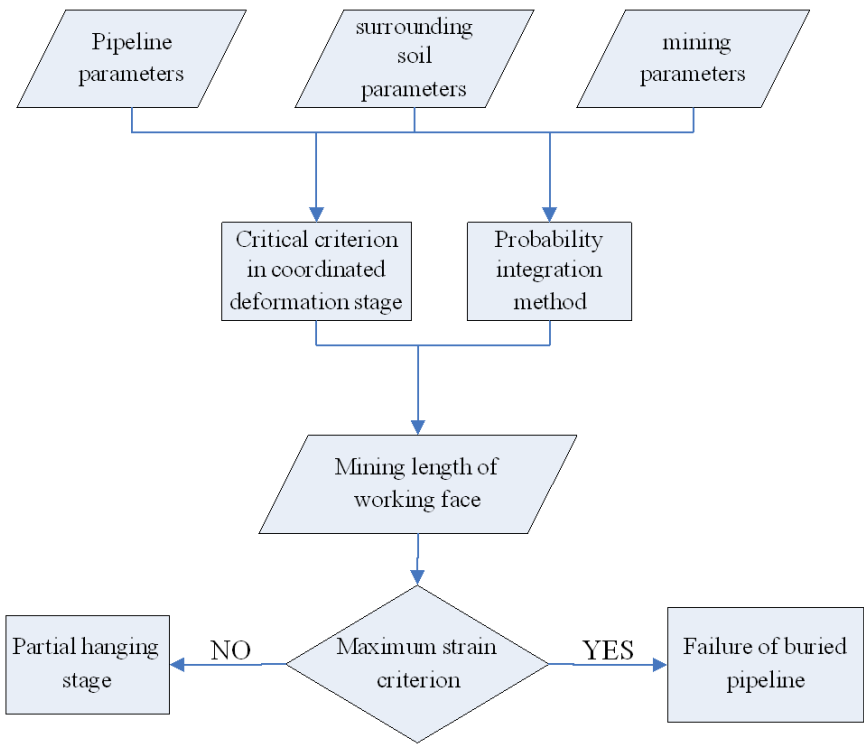 Pipeline
parameters
surrounding
soil
parameters
mining
parameters
Critical criterion
in coordinated
deformation stage
Probability
integration
method
Mining length of
working face
Partial hanging
stage
NO
Maximum strain
criterion
YES
Failure of buried
pipeline